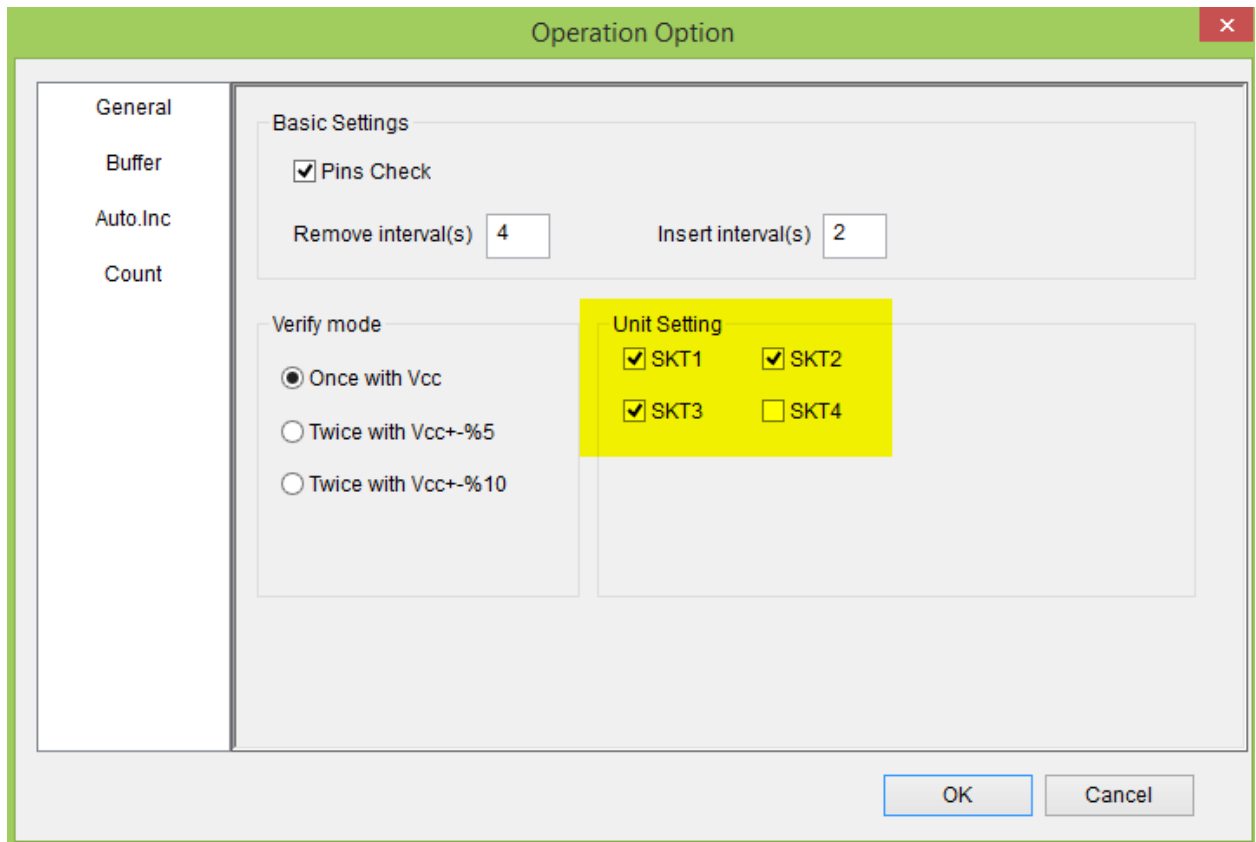 Operation Option
General
Buffer
Auto.Inc
Count
Basic Settings
Pins Check
Remove interval(s) 4 Insert interval(s) 2
Verify mode
Once with Vcc
Twice with Vcc+-%5
Twice with Vcc+-%10
Unit Setting
SKT1 SKT2
SKT3 SKT4
OK Cancel